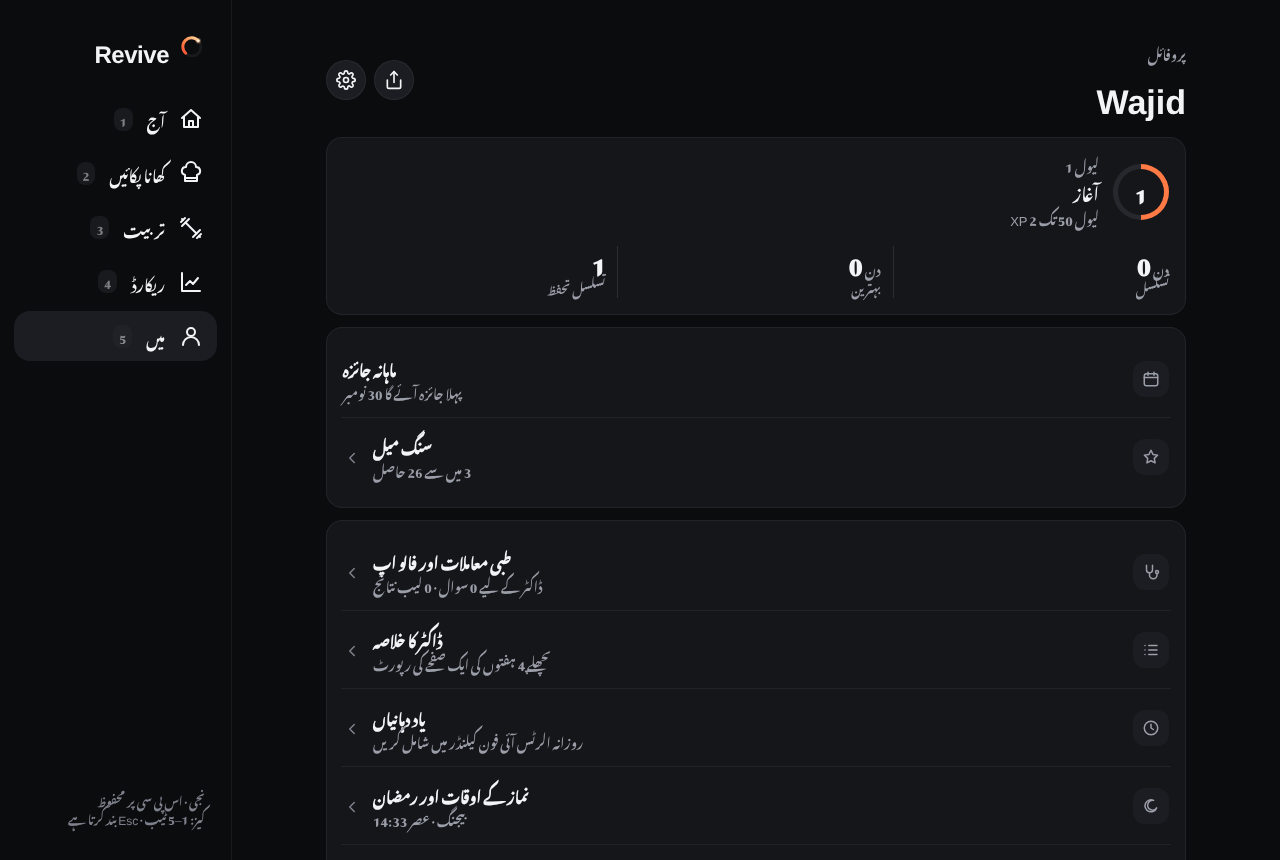 Revive
آج 1
کھانا پکائیں 2
تربیت 3
ریکارڈ 4
میں 5
نجی · اس پی سی پر محفوظ
کیز: 1–5 ٹیب · Esc بند کرتا ہے
پروفائل
Wajid
1
لیول 1
آغاز
لیول 2 تک 50 XP
0 دن
تسلسل
0 دن
بہترین
1
تسلسل تحفظ
ماہانہ جائزہ
پہلا جائزہ آئے گا 30 نومبر
سنگ میل
3 میں سے 26 حاصل
طبی معاملات اور فالو اپ
ڈاکٹر کے لیے 0 سوال · 0 لیب نتائج
ڈاکٹر کا خلاصہ
پچھلے 4 ہفتوں کی ایک صفحے کی رپورٹ
یاد دہانیاں
روزانہ الرٹس آئی فون کیلنڈر میں شامل کریں
نماز کے اوقات اور رمضان
بیجنگ · عصر 14:33